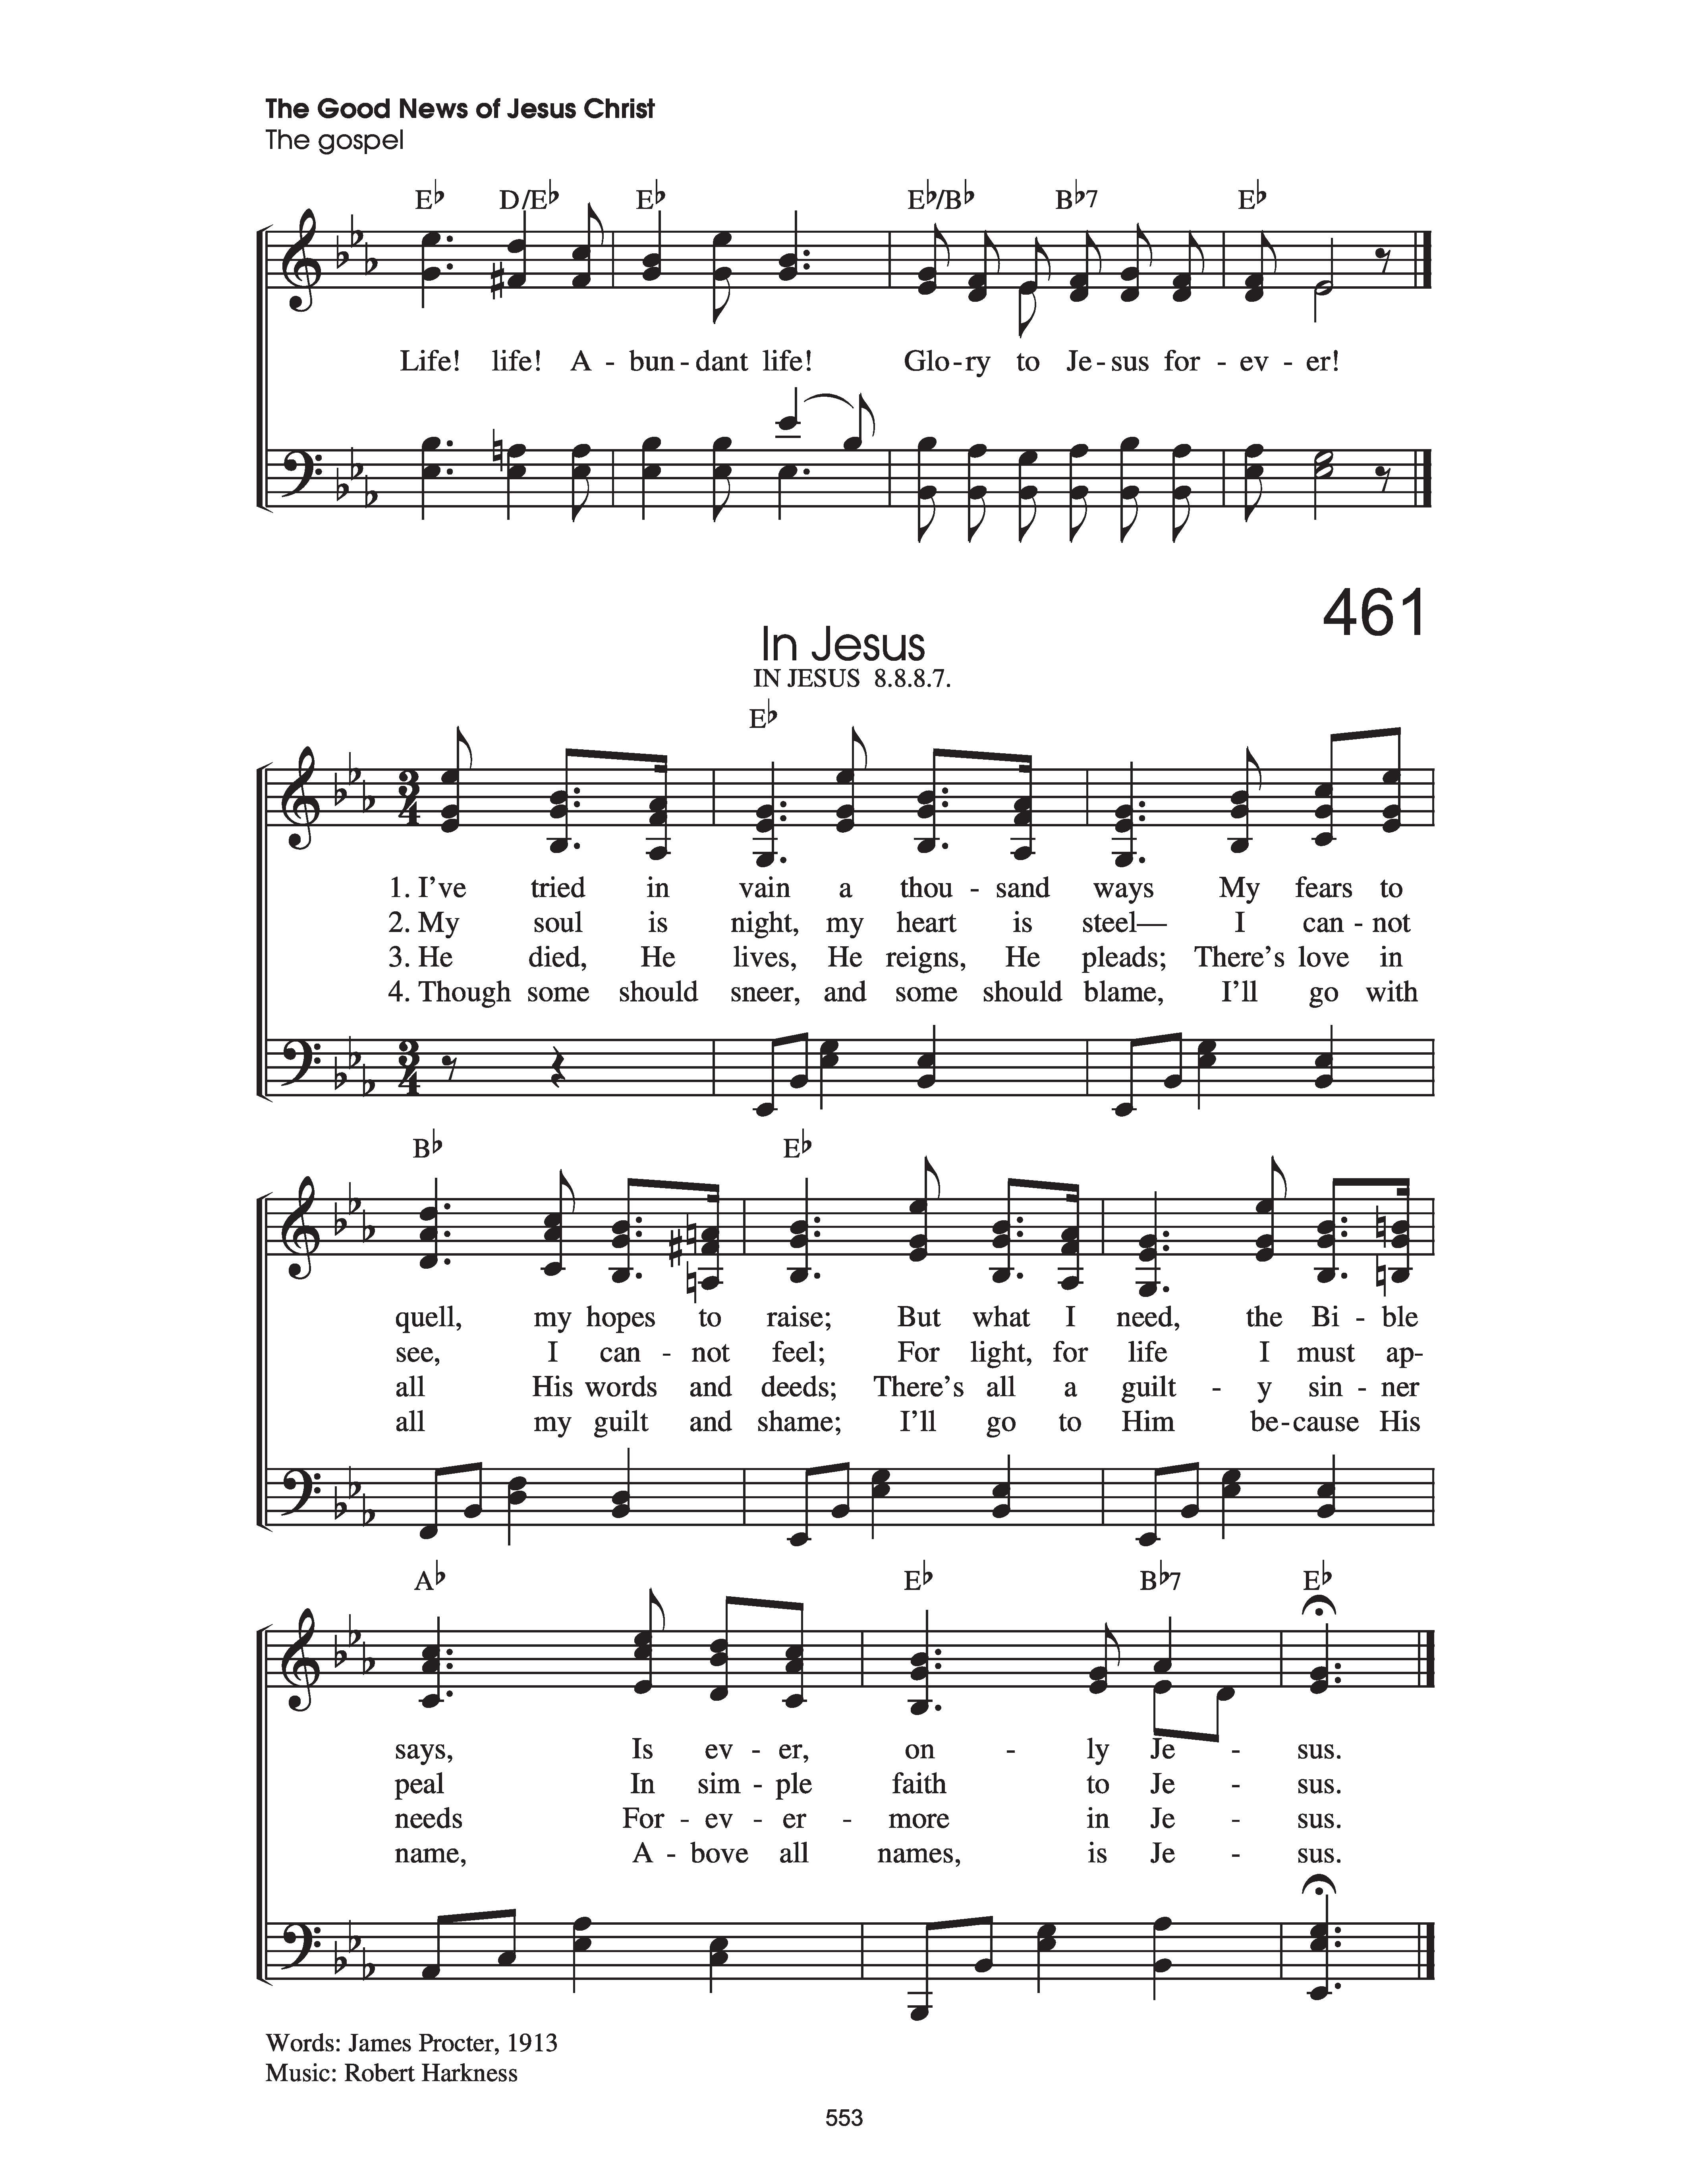 The Good News of Jesus Christ
The gospel
E♭ D/E♭ E♭ E♭/B♭ B♭7 E♭
Life! life! A - bun - dant life! Glo - ry to Je - sus for - ev - er!
461
In Jesus
IN JESUS 8.8.8.7.
E♭
3 4
1. I've tried in vain a thou - sand ways My fears to
2. My soul is night, my heart is steel— I can - not
3. He died, He lives, He reigns, He pleads; There's love in
4. Though some should sneer, and some should blame, I'll go with
3 4
B♭ E♭
quell, my hopes to raise; But what I need, the Bi - ble
see, I can - not feel; For light, for life I must ap-
all His words and deeds; There's all a guilt - y sin - ner
all my guilt and shame; I'll go to Him be - cause His
A♭ E♭ B♭7 E♭
says, Is ev - er, on - ly Je - sus.
peal In sim - ple faith to Je - sus.
needs For - ev - er - more in Je - sus.
name, A - bove all names, is Je - sus.
Words: James Procter, 1913
Music: Robert Harkness
553